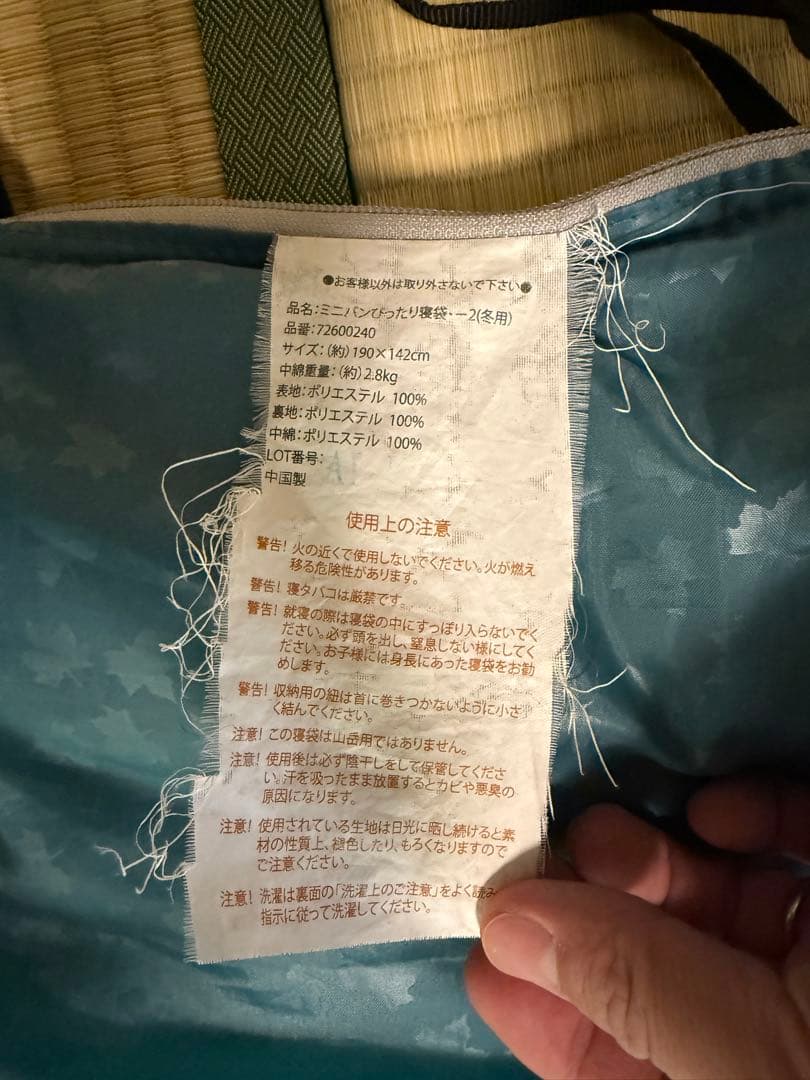 ●お客様以外は取り外さないで下さい●
品名:ミニバンぴったり寝袋・-2(冬用)
品番:72600240
サイズ:(約)190×142cm
中綿重量:(約)2.8kg
表地:ポリエステル 100%
裏地:ポリエステル 100%
中綿:ポリエステル 100%
LOT番号:
中国製
使用上の注意
警告!火の近くで使用しないでください。火が燃え
移る危険性があります。
警告!寝タバコは厳禁です。
警告!就寝の際は寝袋の中にすっぽり入らないでく
ださい。必ず頭を出し、窒息しない様にしてく
ださい。お子様には身長にあった寝袋をお勧
めします。
警告!収納用の紐は首に巻きつかないように小さ
く結んでください。
注意!この寝袋は山岳用ではありません。
注意!使用後は必ず陰干しをして保管してくださ
い。汗を吸ったまま放置するとカビや悪臭の
原因になります。
注意!使用されている生地は日光に晒し続けると素
材の性質上、褪色したり、もろくなりますので
ご注意ください。
注意!洗濯は裏面の「洗濯上のご注意」をよく読み
指示に従って洗濯してください。